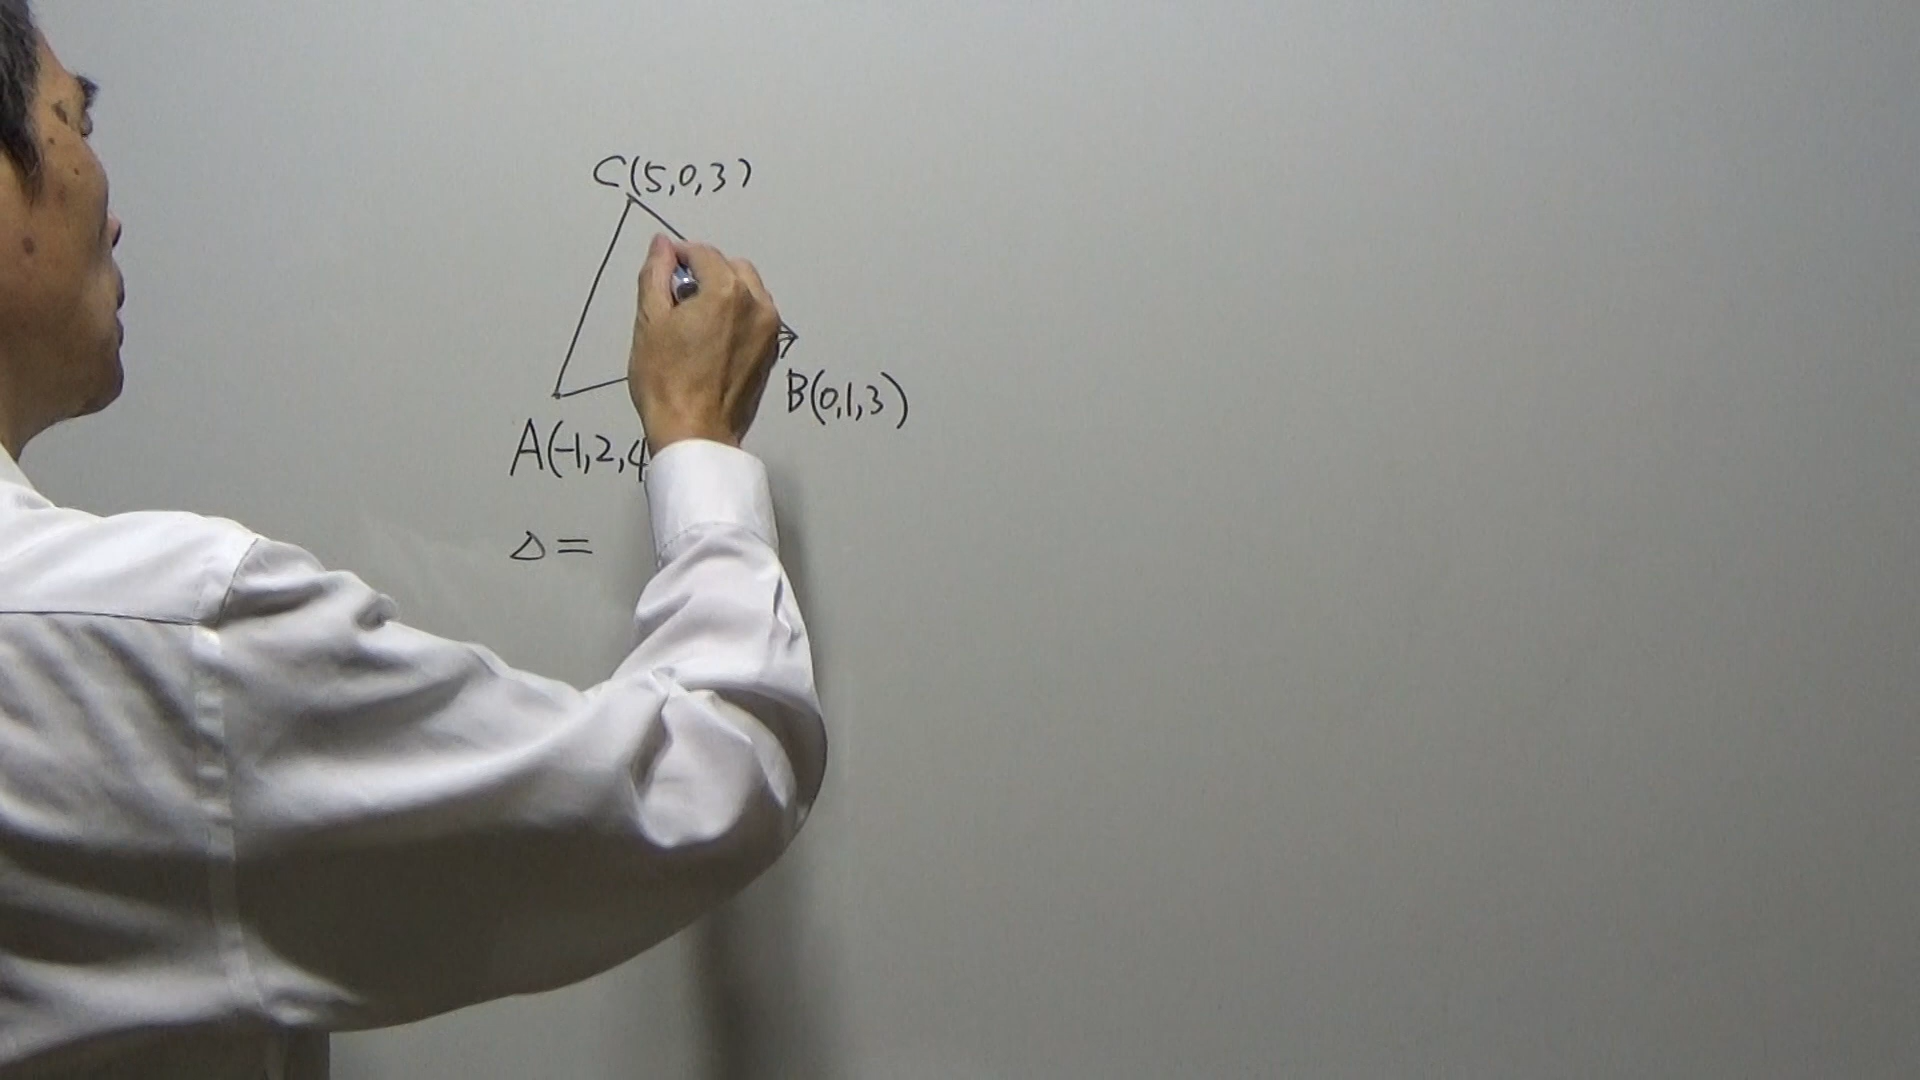 C(5,0,3)
B(0,1,3)
A(-1,2,4
△=